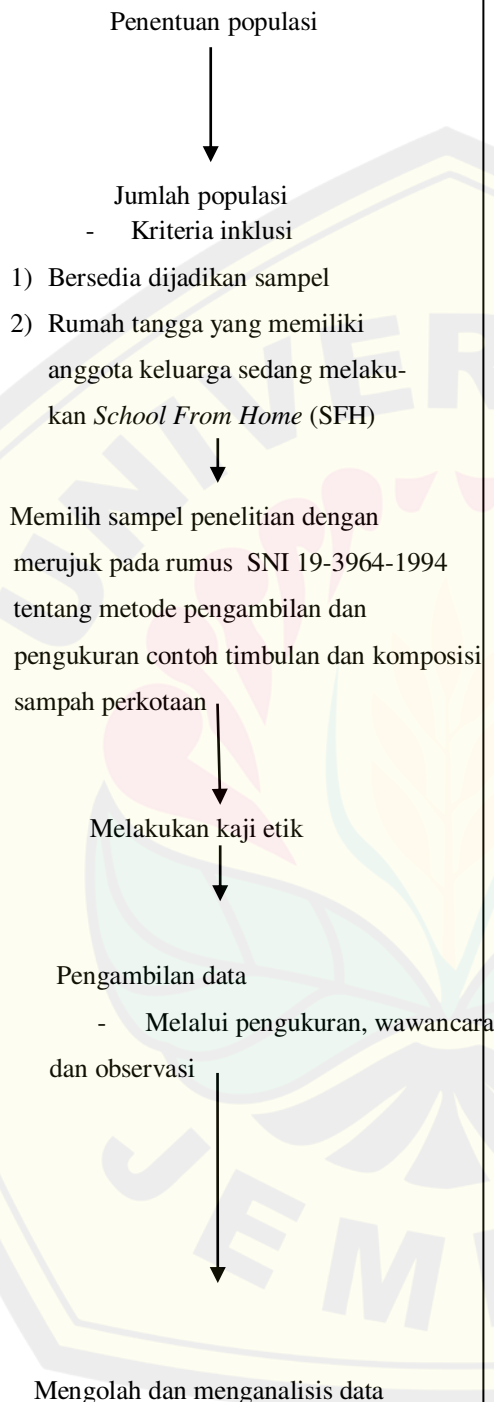 Penentuan populasi
Jumlah populasi
- Kriteria inklusi
1) Bersedia dijadikan sampel
2) Rumah tangga yang memiliki
anggota keluarga sedang melaku-
kan School From Home (SFH)
Memilih sampel penelitian dengan
merujuk pada rumus SNI 19-3964-1994
tentang metode pengambilan dan
pengukuran contoh timbulan dan komposisi
sampah perkotaan
Melakukan kaji etik
Pengambilan data
- Melalui pengukuran, wawancara
dan observasi
Mengolah dan menganalisis data
UNIVER
JEM